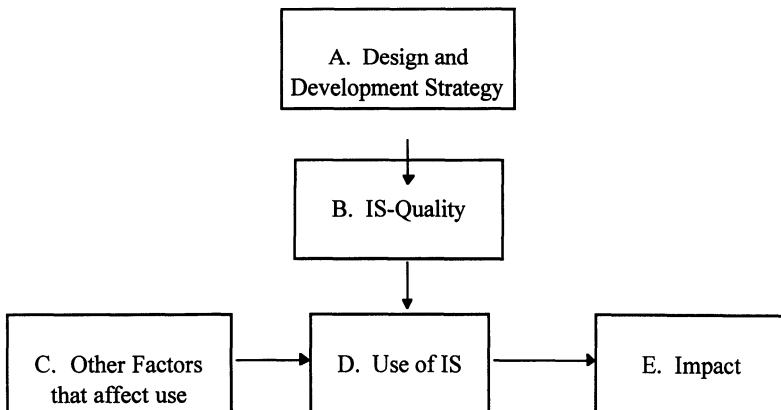 A. Design and
Development Strategy
B. IS-Quality
C. Other Factors
that affect use
D. Use of IS
E. Impact